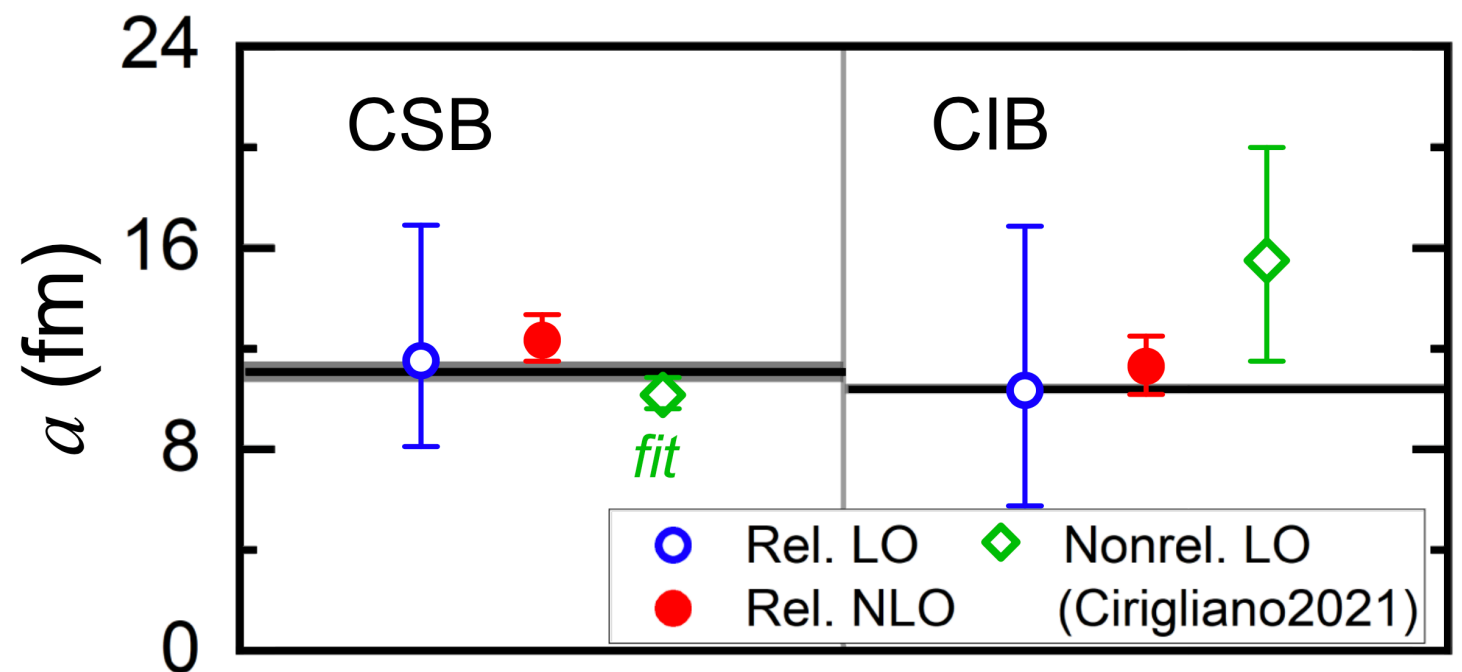 24
CSB
CIB
16
a (fm)
8
fit
Rel. LO
Nonrel. LO
Rel. NLO
(Cirigliano2021)
0